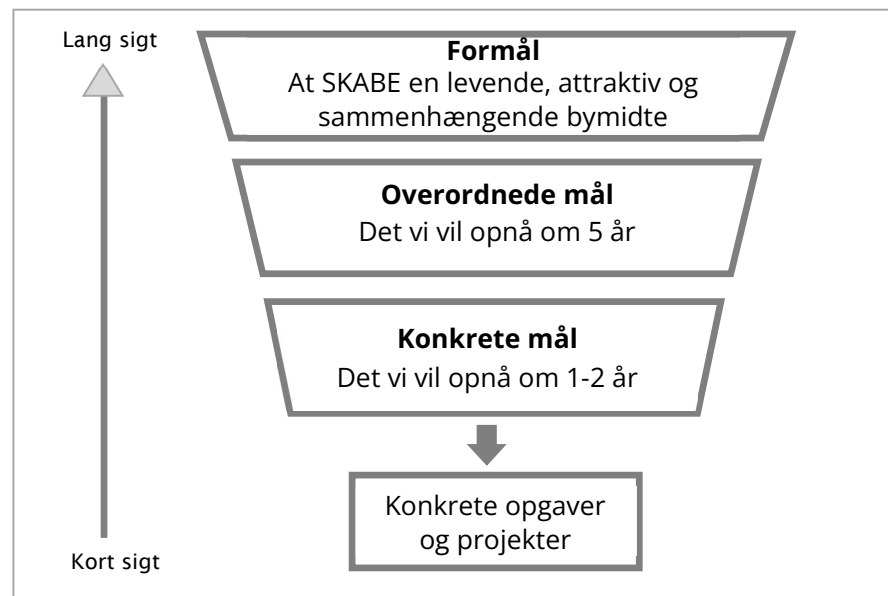 Lang sigt
Formål
At SKABE en levende, attraktiv og
sammenhængende bymidte
Overordnede mål
Det vi vil opnå om 5 år
Konkrete mål
Det vi vil opnå om 1-2 år
Konkrete opgaver
og projekter
Kort sigt